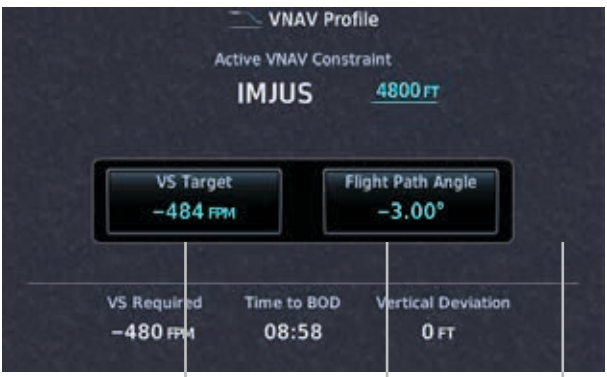 VNAV Profile
Active VNAV Constraint
IMJUS 4800 FT
VS Target Flight Path Angle
−484 FPM −3.00°
VS Required Time to BOD Vertical Deviation
−480 FPM 08:58 0 FT